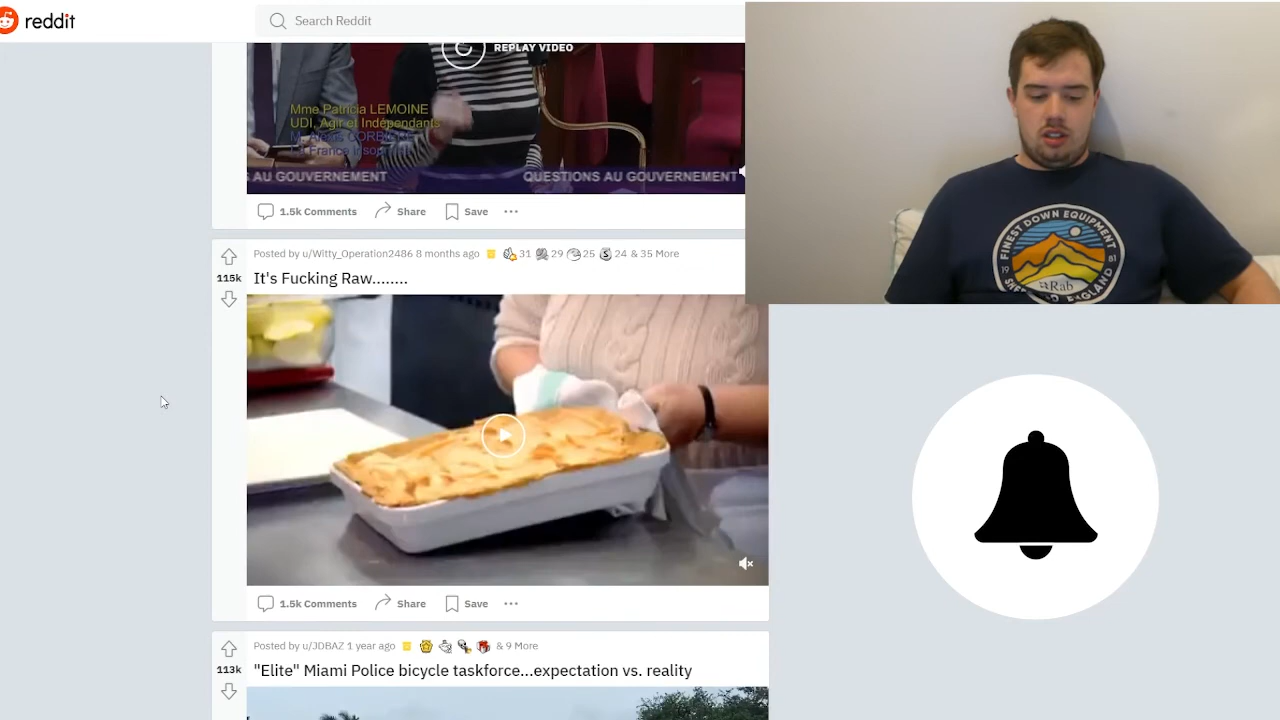 reddit
Search Reddit
REPLAY VIDEO
Mme Patricia LEMOINE
UDI, Agir et Indépendants
AU GOUVERNEMENT
QUESTIONS AU GOUVERNEMENT
1.5k Comments Share Save
Posted by u/Witty_Operation2486 8 months ago 31 29 25 24 & 35 More
115k
It's Fucking Raw........
FINEST DOWN EQUIPMENT
19 81
Rab
ENGLAND
1.5k Comments Share Save
Posted by u/JDBAZ 1 year ago & 9 More
113k
"Elite" Miami Police bicycle taskforce...expectation vs. reality